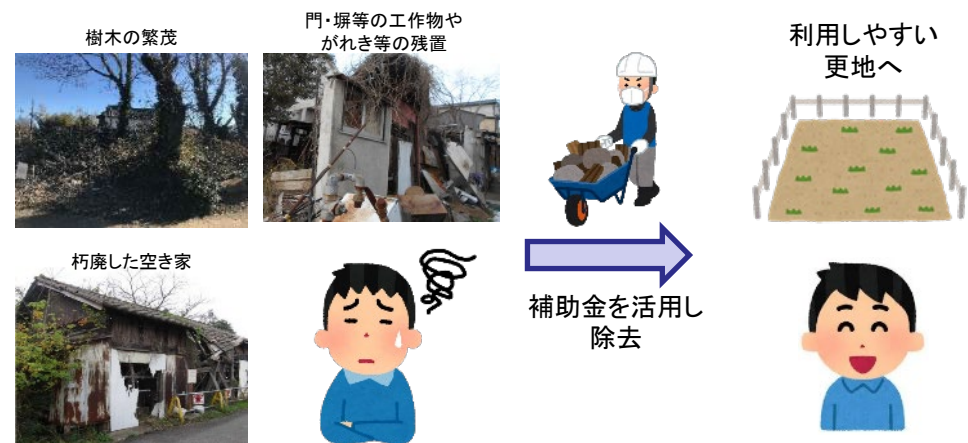 樹木の繁茂
門・塀等の工作物や
がれき等の残置
利用しやすい
更地へ
朽廃した空き家
補助金を活用し
除去